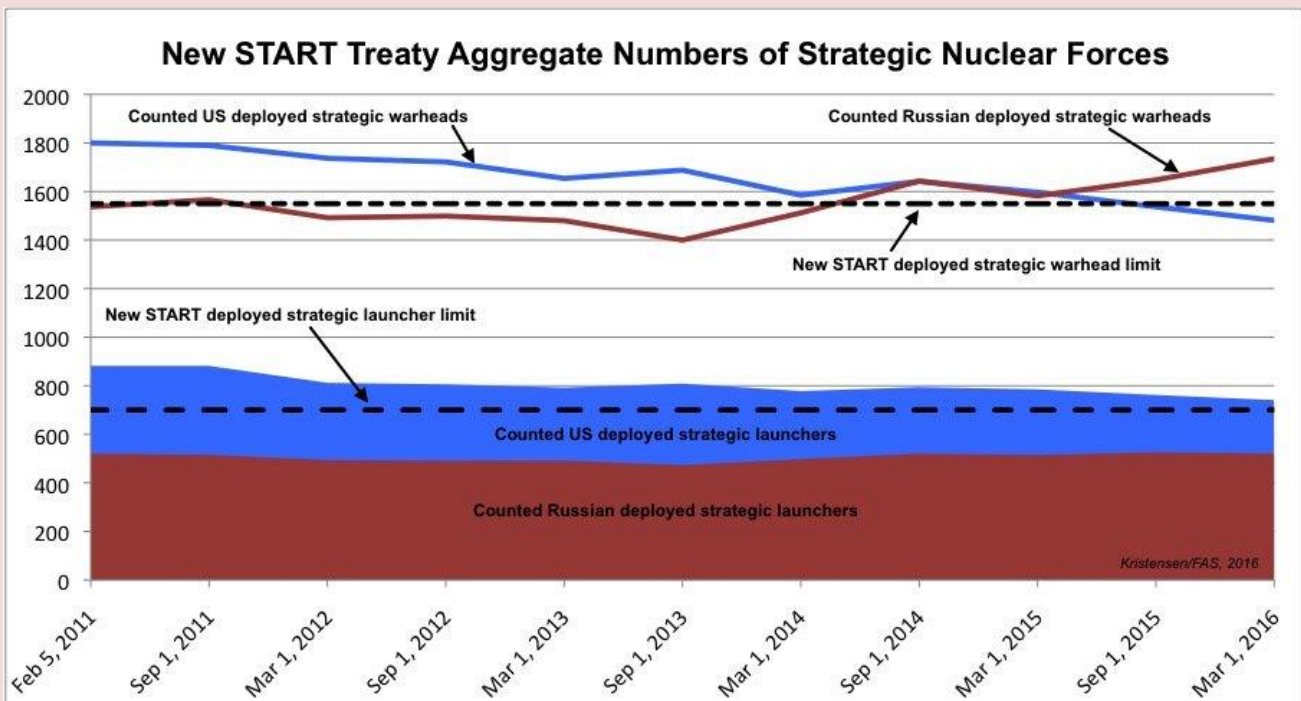 New START Treaty Aggregate Numbers of Strategic Nuclear Forces
2000
1800
1600
1400
1200
1000
800
600
400
200
0
Counted US deployed strategic warheads
Counted Russian deployed strategic warheads
New START deployed strategic warhead limit
New START deployed strategic launcher limit
Counted US deployed strategic launchers
Counted Russian deployed strategic launchers
Kristensen/FAS, 2016
Feb 5, 2011
Sep 1, 2011
Mar 1, 2012
Sep 1, 2012
Mar 1, 2013
Sep 1, 2013
Mar 1, 2014
Sep 1, 2014
Mar 1, 2015
Sep 1, 2015
Mar 1, 2016